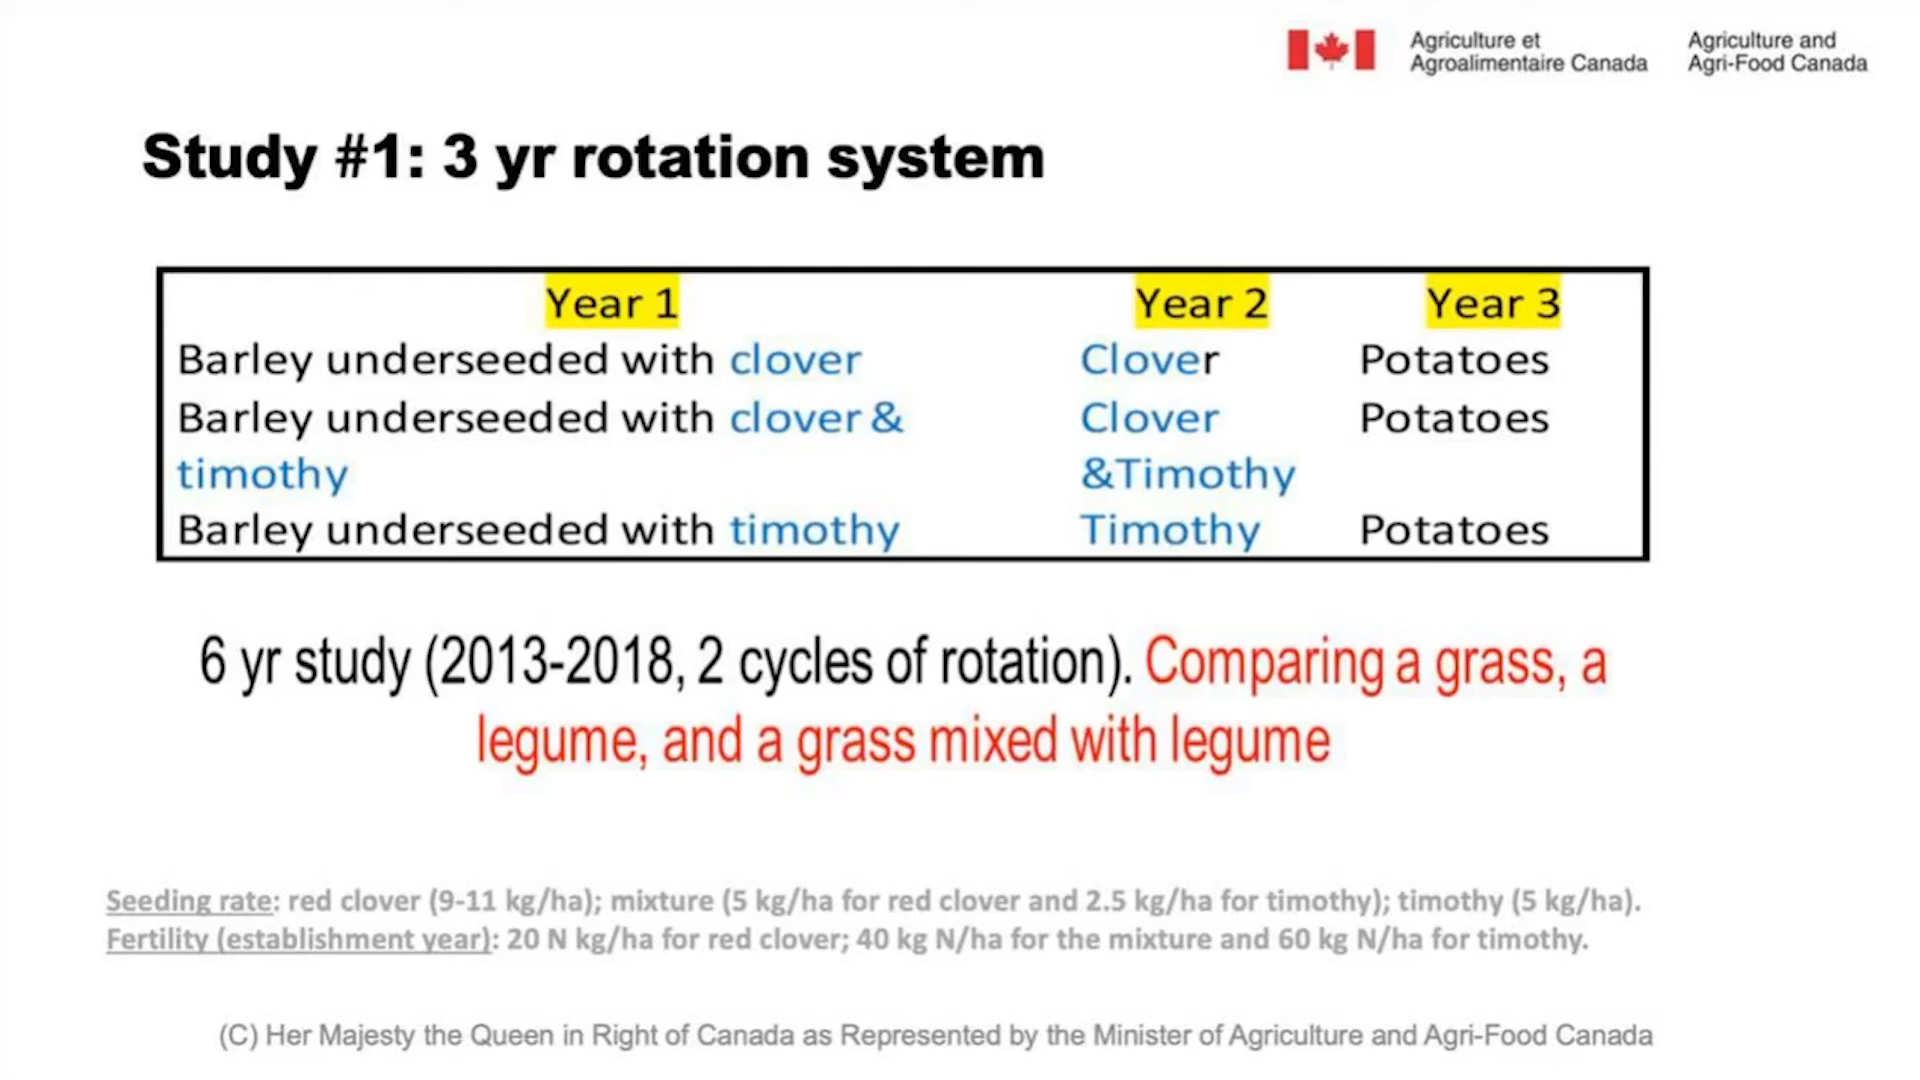 Agriculture et Agroalimentaire Canada
Agriculture and Agri-Food Canada
Study #1: 3 yr rotation system
Year 1 Year 2 Year 3
Barley underseeded with clover Clover Potatoes
Barley underseeded with clover & Clover Potatoes
timothy &Timothy
Barley underseeded with timothy Timothy Potatoes
6 yr study (2013-2018, 2 cycles of rotation). Comparing a grass, a
legume, and a grass mixed with legume
Seeding rate: red clover (9-11 kg/ha); mixture (5 kg/ha for red clover and 2.5 kg/ha for timothy); timothy (5 kg/ha).
Fertility (establishment year): 20 N kg/ha for red clover; 40 kg N/ha for the mixture and 60 kg N/ha for timothy.
(C) Her Majesty the Queen in Right of Canada as Represented by the Minister of Agriculture and Agri-Food Canada